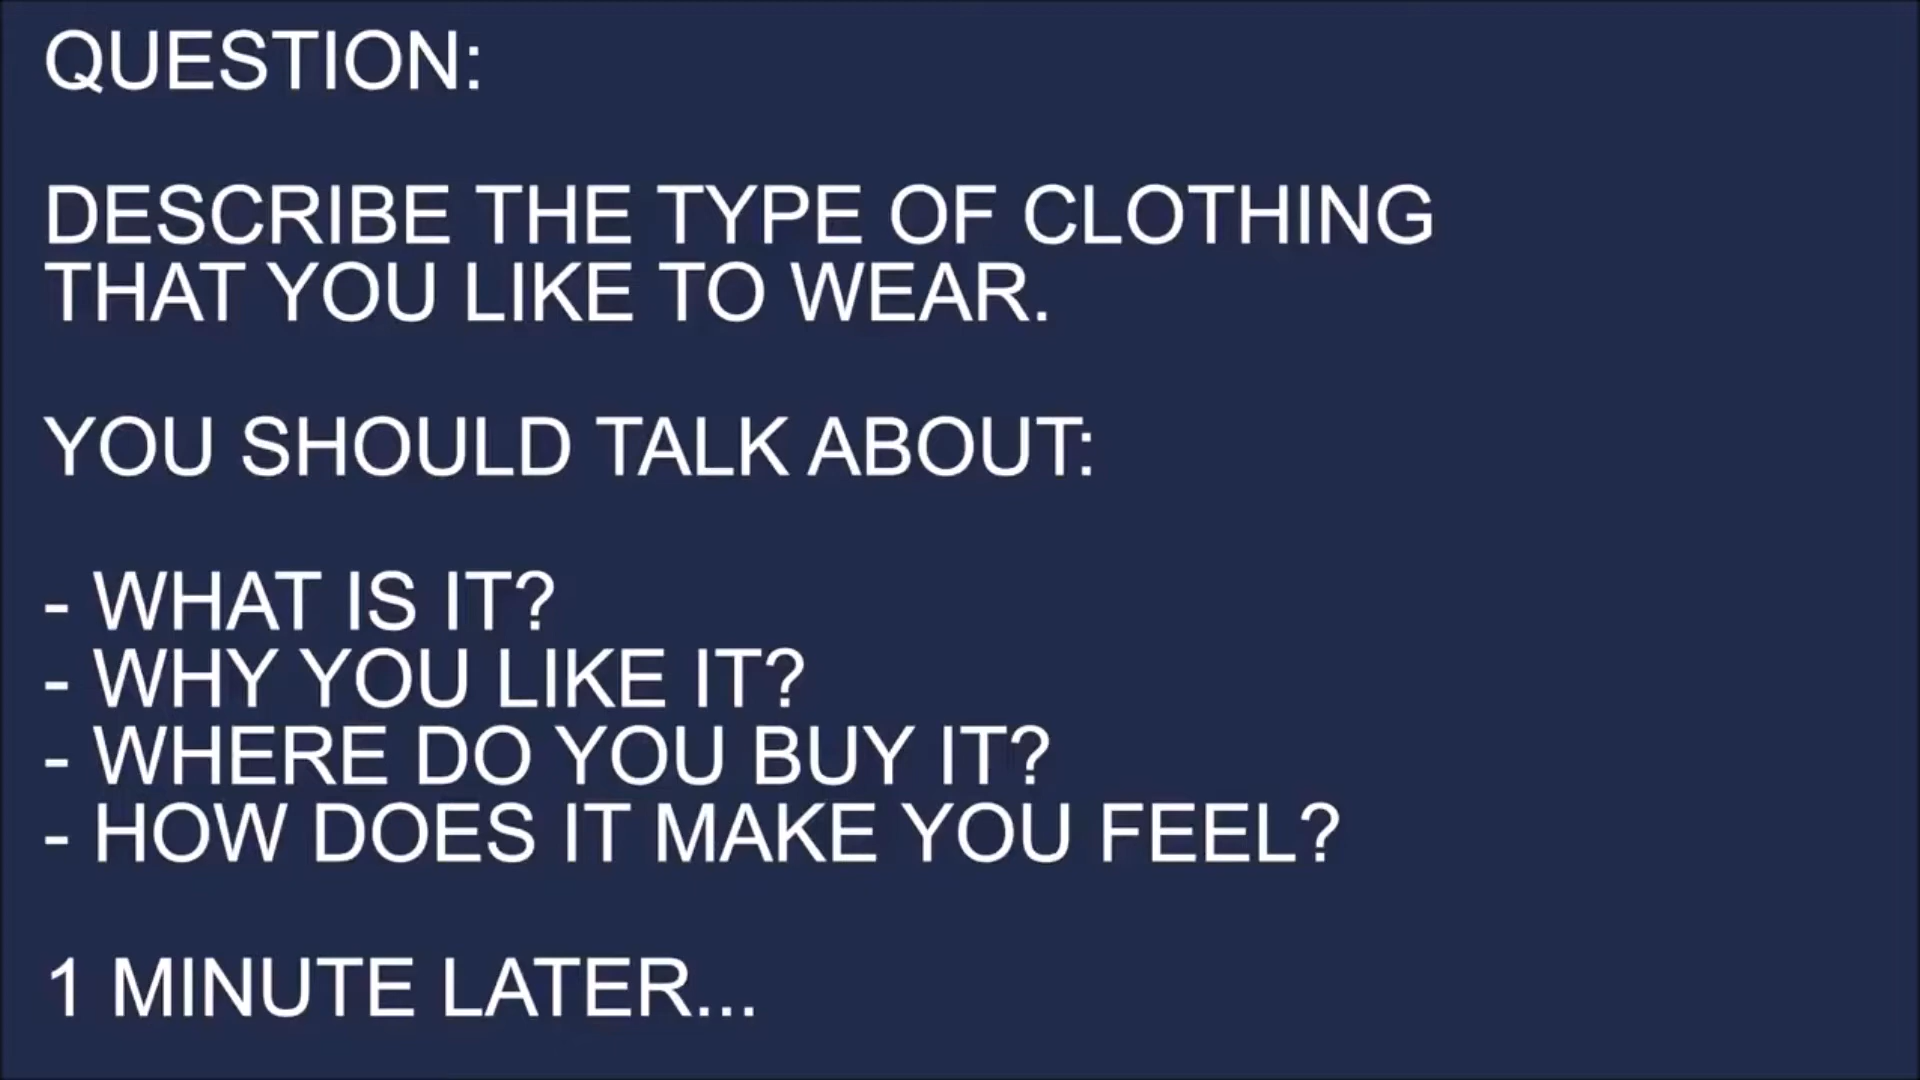 QUESTION:
DESCRIBE THE TYPE OF CLOTHING
THAT YOU LIKE TO WEAR.
YOU SHOULD TALK ABOUT:
- WHAT IS IT?
- WHY YOU LIKE IT?
- WHERE DO YOU BUY IT?
- HOW DOES IT MAKE YOU FEEL?
1 MINUTE LATER...